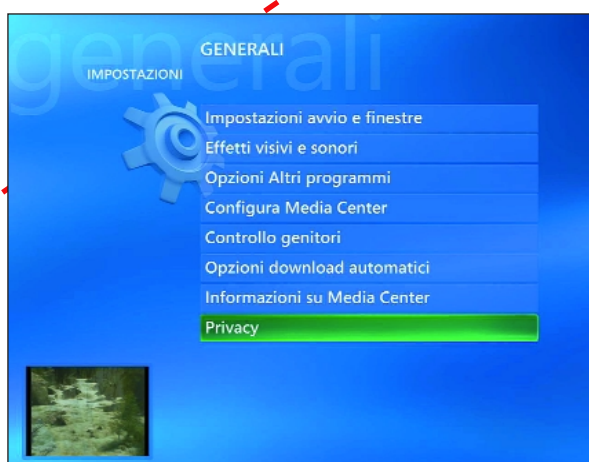 generali
GENERALI
IMPOSTAZIONI
Impostazioni avvio e finestre
Effetti visivi e sonori
Opzioni Altri programmi
Configura Media Center
Controllo genitori
Opzioni download automatici
Informazioni su Media Center
Privacy